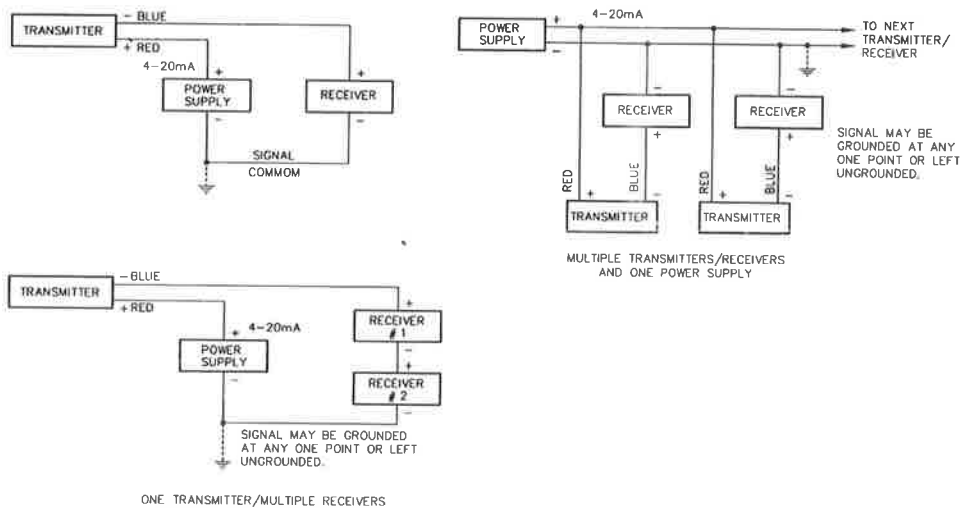 - BLUE
TRANSMITTER
+ RED
4-20mA
+
+
POWER
SUPPLY
RECEIVER
-
-
SIGNAL
COMMOM
POWER
SUPPLY
+
4-20mA
-
TO NEXT
TRANSMITTER/
RECEIVER
-
-
RECEIVER
RECEIVER
+
+
SIGNAL MAY BE
GROUNDED AT ANY
ONE POINT OR LEFT
UNGROUNDED.
RED
BLUE
RED
BLUE
+
-
+
-
TRANSMITTER
TRANSMITTER
MULTIPLE TRANSMITTERS/RECEIVERS
AND ONE POWER SUPPLY
- BLUE
TRANSMITTER
+ RED
+
4-20mA
POWER
SUPPLY
-
+
RECEIVER
# 1
-
+
RECEIVER
# 2
-
SIGNAL MAY BE GROUNDED
AT ANY ONE POINT OR LEFT
UNGROUNDED.
ONE TRANSMITTER/MULTIPLE RECEIVERS